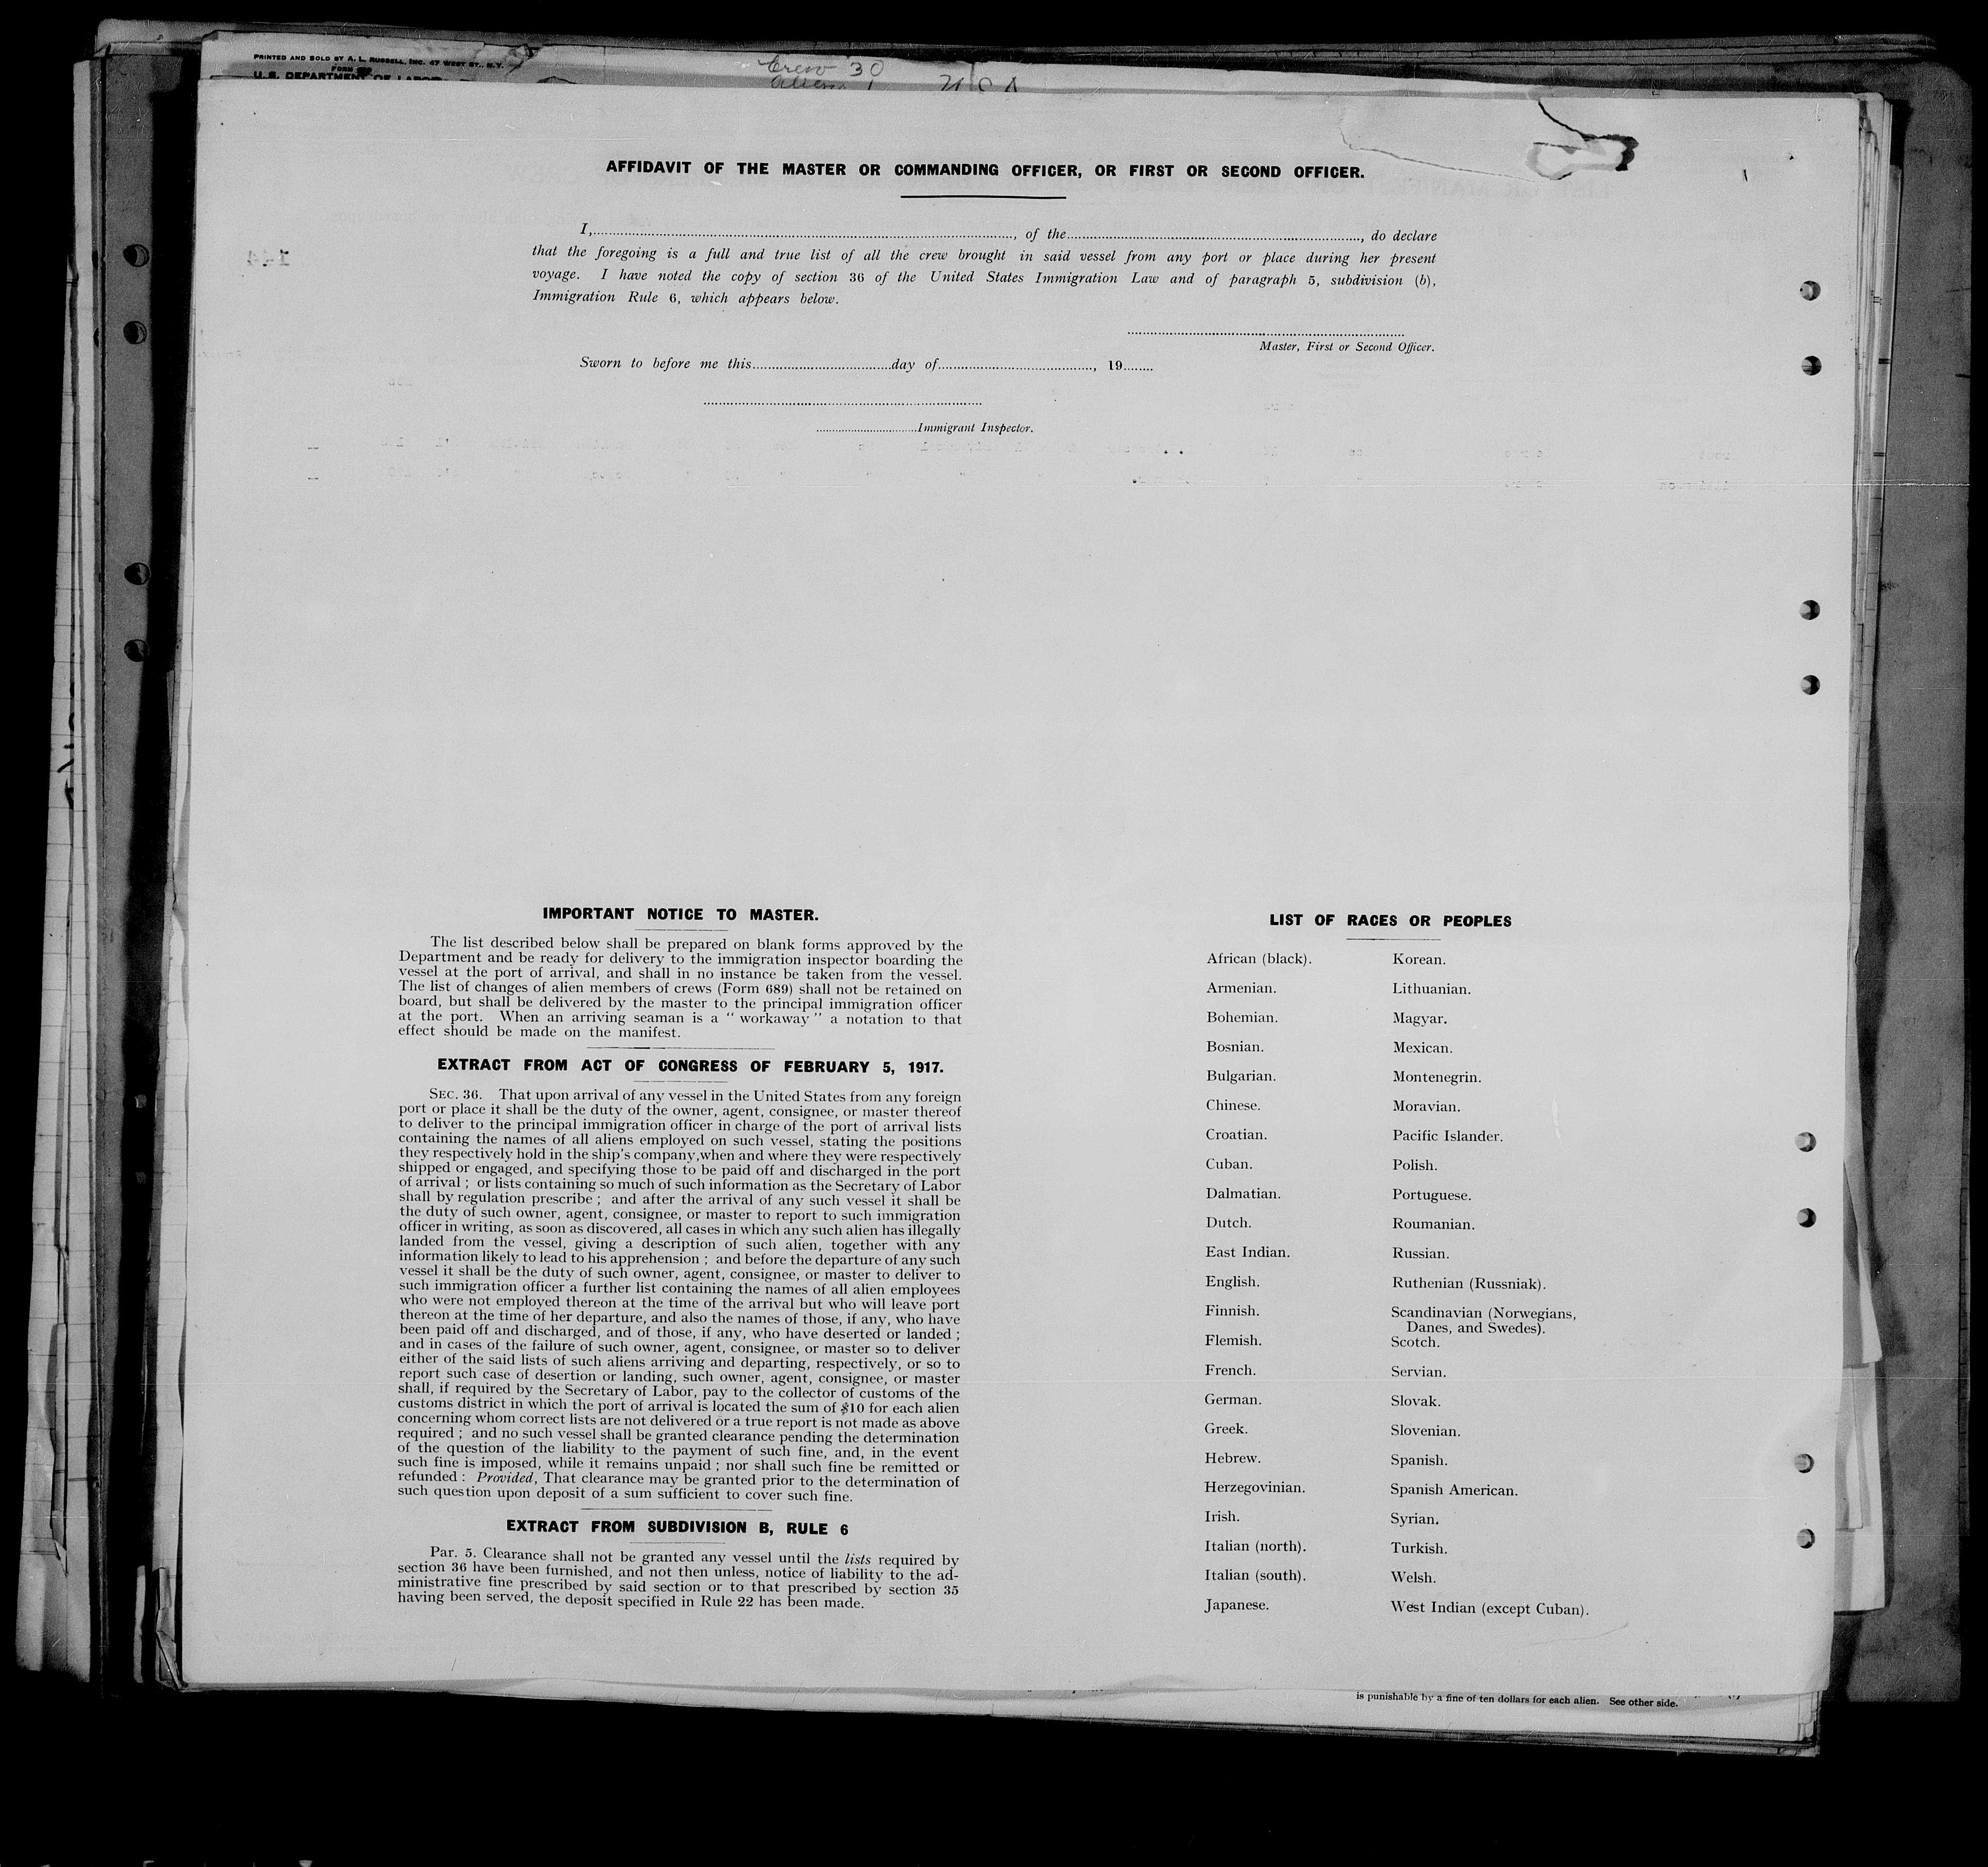 PRINTED AND SOLD BY A. L. RUSSELL, INC. 47 WEST ST., N.Y.
FORM
U.S. DEPARTMENT OF LABOR
Crew 30
Aliens 1 USA
AFFIDAVIT OF THE MASTER OR COMMANDING OFFICER, OR FIRST OR SECOND OFFICER.
I,...................., of the...................., do declare
that the foregoing is a full and true list of all the crew brought in said vessel from any port or place during her present
voyage. I have noted the copy of section 36 of the United States Immigration Law and of paragraph 5, subdivision (b),
Immigration Rule 6, which appears below.
Master, First or Second Officer.
Sworn to before me this....................day of...................., 19........
....................Immigrant Inspector.
IMPORTANT NOTICE TO MASTER.
The list described below shall be prepared on blank forms approved by the
Department and be ready for delivery to the immigration inspector boarding the
vessel at the port of arrival, and shall in no instance be taken from the vessel.
The list of changes of alien members of crews (Form 689) shall not be retained on
board, but shall be delivered by the master to the principal immigration officer
at the port. When an arriving seaman is a " workaway " a notation to that
effect should be made on the manifest.
EXTRACT FROM ACT OF CONGRESS OF FEBRUARY 5, 1917.
SEC. 36. That upon arrival of any vessel in the United States from any foreign
port or place it shall be the duty of the owner, agent, consignee, or master thereof
to deliver to the principal immigration officer in charge of the port of arrival lists
containing the names of all aliens employed on such vessel, stating the positions
they respectively hold in the ship's company,when and where they were respectively
shipped or engaged, and specifying those to be paid off and discharged in the port
of arrival ; or lists containing so much of such information as the Secretary of Labor
shall by regulation prescribe ; and after the arrival of any such vessel it shall be
the duty of such owner, agent, consignee, or master to report to such immigration
officer in writing, as soon as discovered, all cases in which any such alien has illegally
landed from the vessel, giving a description of such alien, together with any
information likely to lead to his apprehension ; and before the departure of any such
vessel it shall be the duty of such owner, agent, consignee, or master to deliver to
such immigration officer a further list containing the names of all alien employees
who were not employed thereon at the time of the arrival but who will leave port
thereon at the time of her departure, and also the names of those, if any, who have
been paid off and discharged, and of those, if any, who have deserted or landed ;
and in cases of the failure of such owner, agent, consignee, or master so to deliver
either of the said lists of such aliens arriving and departing, respectively, or so to
report such case of desertion or landing, such owner, agent, consignee, or master
shall, if required by the Secretary of Labor, pay to the collector of customs of the
customs district in which the port of arrival is located the sum of $10 for each alien
concerning whom correct lists are not delivered or a true report is not made as above
required ; and no such vessel shall be granted clearance pending the determination
of the question of the liability to the payment of such fine, and, in the event
such fine is imposed, while it remains unpaid ; nor shall such fine be remitted or
refunded : Provided, That clearance may be granted prior to the determination of
such question upon deposit of a sum sufficient to cover such fine.
EXTRACT FROM SUBDIVISION B, RULE 6
Par. 5. Clearance shall not be granted any vessel until the lists required by
section 36 have been furnished, and not then unless, notice of liability to the ad-
ministrative fine prescribed by said section or to that prescribed by section 35
having been served, the deposit specified in Rule 22 has been made.
LIST OF RACES OR PEOPLES
African (black).
Armenian.
Bohemian.
Bosnian.
Bulgarian.
Chinese.
Croatian.
Cuban.
Dalmatian.
Dutch.
East Indian.
English.
Finnish.
Flemish.
French.
German.
Greek.
Hebrew.
Herzegovinian.
Irish.
Italian (north).
Italian (south).
Japanese.
Korean.
Lithuanian.
Magyar.
Mexican.
Montenegrin.
Moravian.
Pacific Islander.
Polish.
Portuguese.
Roumanian.
Russian.
Ruthenian (Russniak).
Scandinavian (Norwegians,
Danes, and Swedes).
Scotch.
Servian.
Slovak.
Slovenian.
Spanish.
Spanish American.
Syrian.
Turkish.
Welsh.
West Indian (except Cuban).
is punishable by a fine of ten dollars for each alien. See other side.